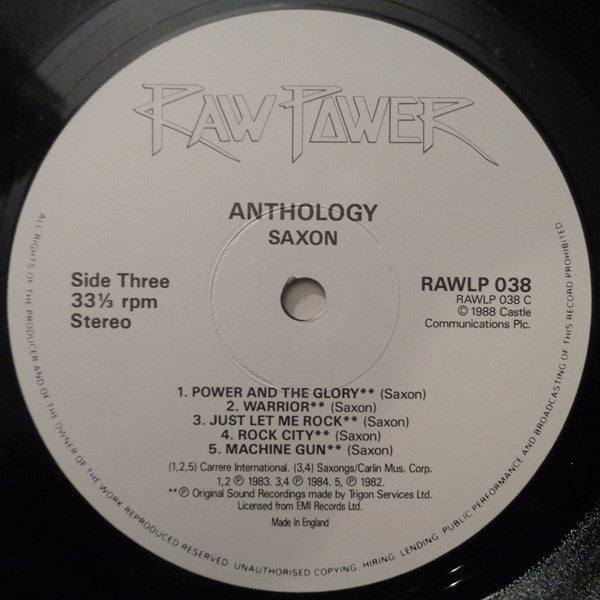 RAW POWER
ANTHOLOGY
SAXON
Side Three
33⅓ rpm
Stereo
RAWLP 038
RAWLP 038 C
© 1988 Castle
Communications Plc.
1. POWER AND THE GLORY** (Saxon)
2. WARRIOR** (Saxon)
3. JUST LET ME ROCK** (Saxon)
4. ROCK CITY** (Saxon)
5. MACHINE GUN** (Saxon)
(1,2,5) Carrere International. (3,4) Saxongs/Carlin Mus. Corp.
1,2 ℗ 1983. 3,4 ℗ 1984. 5, ℗ 1982.
**℗ Original Sound Recordings made by Trigon Services Ltd.
Licensed from EMI Records Ltd.
Made in England
ALL RIGHTS OF THE PRODUCER AND OF THE OWNER OF THE WORK REPRODUCED RESERVED. UNAUTHORISED COPYING, HIRING, LENDING, PUBLIC PERFORMANCE AND BROADCASTING OF THIS RECORD PROHIBITED